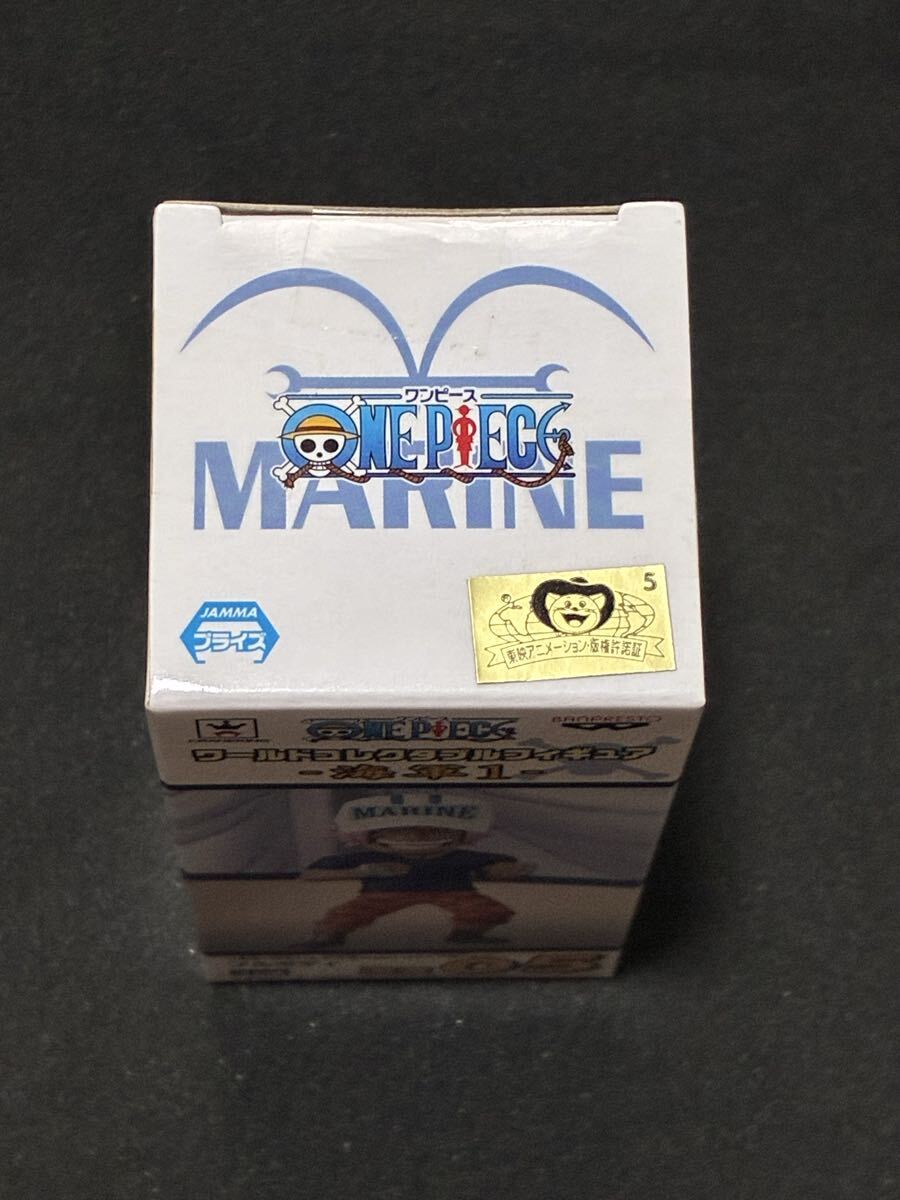 ワンピース
ONE PIECE
MARINE
JAMMA
プライズ
5
東映アニメーション・版権許諾証
ONE PIECE
BANPRESTO
ワールドコレクタブルフィギュア
-海軍1-
MARINE
05